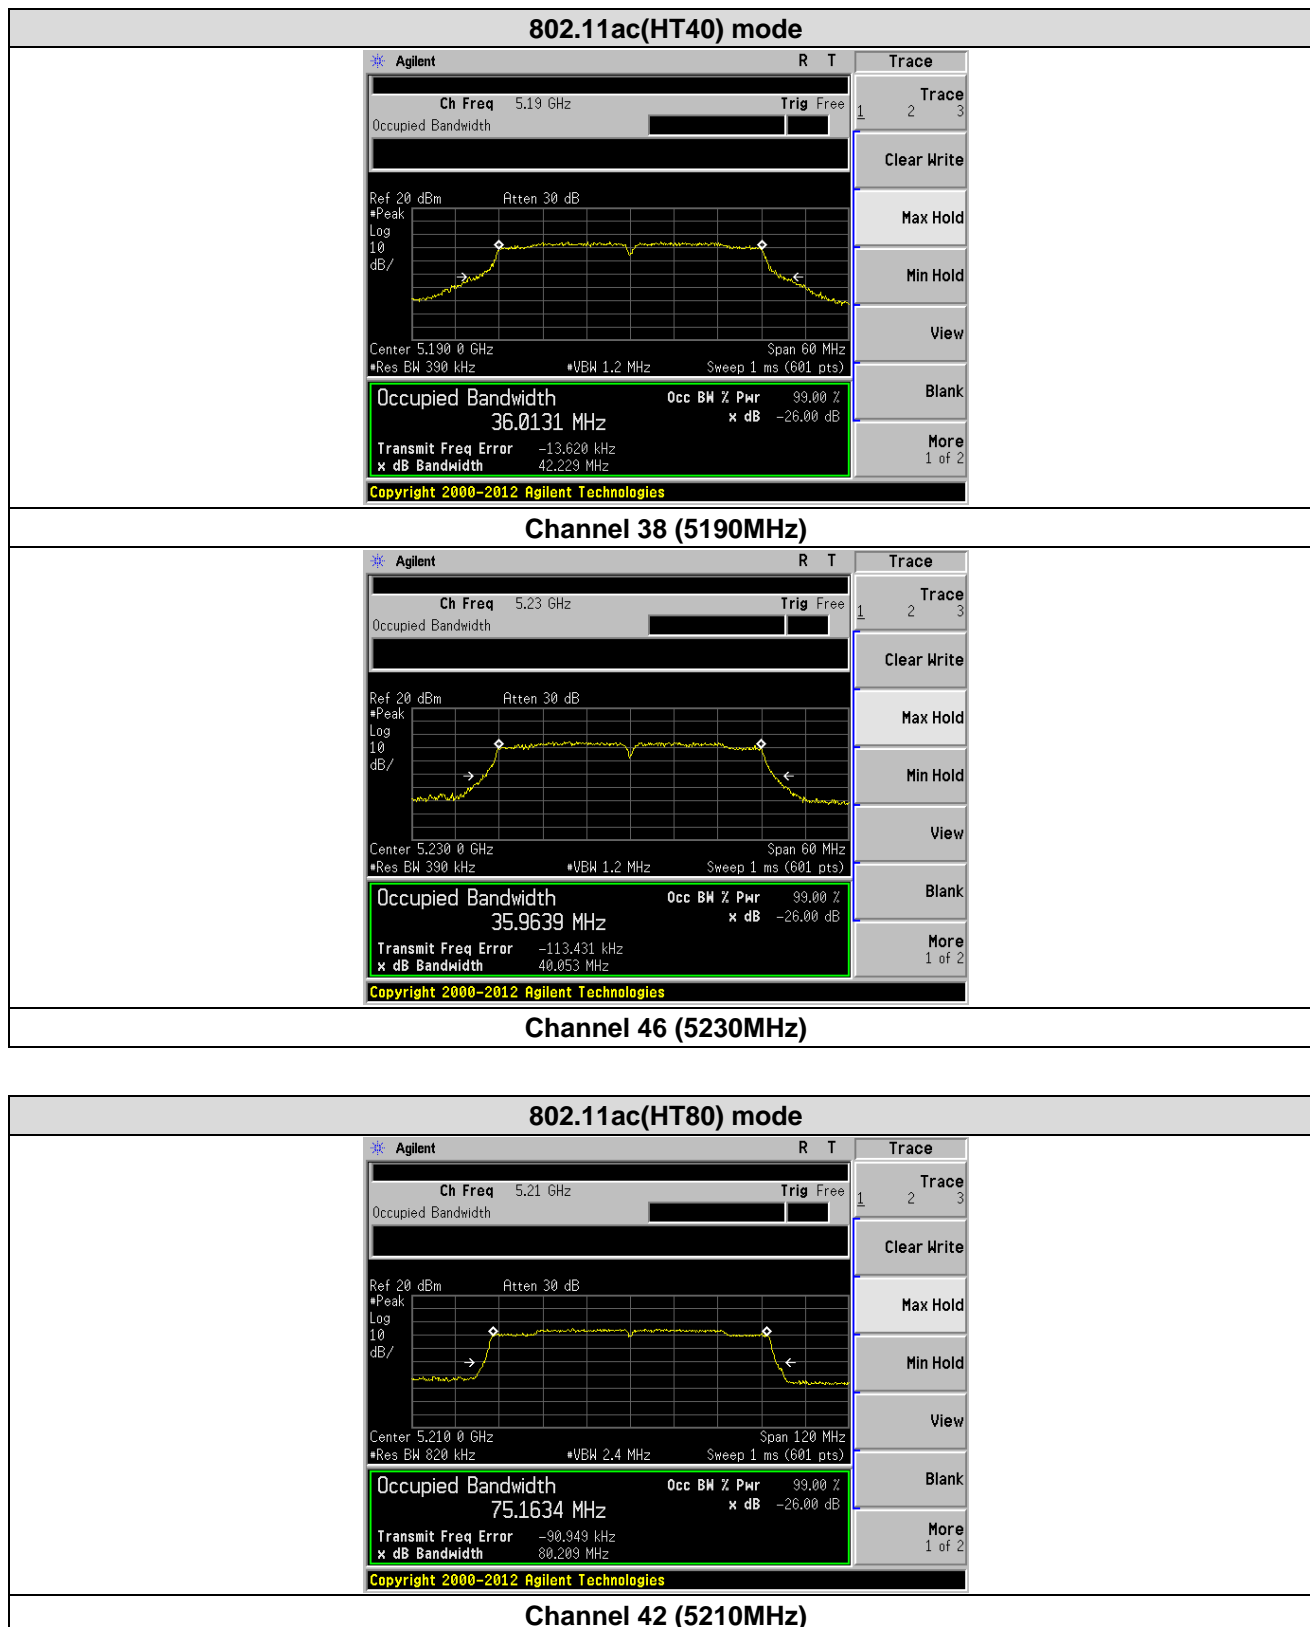 802.11ac(HT40) mode
Agilent R T Trace
Ch Freq 5.19 GHz Trig Free
Occupied Bandwidth
Trace
1 2 3
Clear Write
Max Hold
Min Hold
View
Blank
More
1 of 2
Ref 20 dBm Atten 30 dB
#Peak
Log
10
dB/
Center 5.190 0 GHz Span 60 MHz
#Res BW 390 kHz #VBW 1.2 MHz Sweep 1 ms (601 pts)
Occupied Bandwidth Occ BW % Pwr 99.00 %
36.0131 MHz x dB -26.00 dB
Transmit Freq Error -13.620 kHz
x dB Bandwidth 42.229 MHz
Copyright 2000-2012 Agilent Technologies
Channel 38 (5190MHz)
Agilent R T Trace
Ch Freq 5.23 GHz Trig Free
Occupied Bandwidth
Trace
1 2 3
Clear Write
Max Hold
Min Hold
View
Blank
More
1 of 2
Ref 20 dBm Atten 30 dB
#Peak
Log
10
dB/
Center 5.230 0 GHz Span 60 MHz
#Res BW 390 kHz #VBW 1.2 MHz Sweep 1 ms (601 pts)
Occupied Bandwidth Occ BW % Pwr 99.00 %
35.9639 MHz x dB -26.00 dB
Transmit Freq Error -113.431 kHz
x dB Bandwidth 40.053 MHz
Copyright 2000-2012 Agilent Technologies
Channel 46 (5230MHz)
802.11ac(HT80) mode
Agilent R T Trace
Ch Freq 5.21 GHz Trig Free
Occupied Bandwidth
Trace
1 2 3
Clear Write
Max Hold
Min Hold
View
Blank
More
1 of 2
Ref 20 dBm Atten 30 dB
#Peak
Log
10
dB/
Center 5.210 0 GHz Span 120 MHz
#Res BW 820 kHz #VBW 2.4 MHz Sweep 1 ms (601 pts)
Occupied Bandwidth Occ BW % Pwr 99.00 %
75.1634 MHz x dB -26.00 dB
Transmit Freq Error -90.949 kHz
x dB Bandwidth 80.209 MHz
Copyright 2000-2012 Agilent Technologies
Channel 42 (5210MHz)